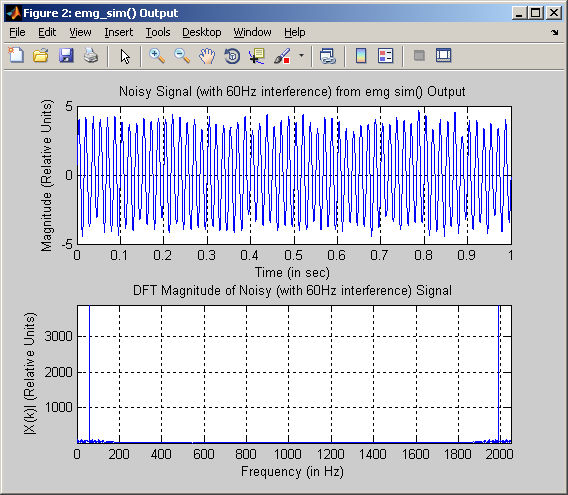 Figure 2: emg_sim() Output
File Edit View Insert Tools Desktop Window Help
Noisy Signal (with 60Hz interference) from emg sim() Output
Magnitude (Relative Units)
5
0
-5
0 0.1 0.2 0.3 0.4 0.5 0.6 0.7 0.8 0.9 1
Time (in sec)
DFT Magnitude of Noisy (with 60Hz interference) Signal
|X(k)| (Relative Units)
3000
2000
1000
0 200 400 600 800 1000 1200 1400 1600 1800 2000
Frequency (in Hz)